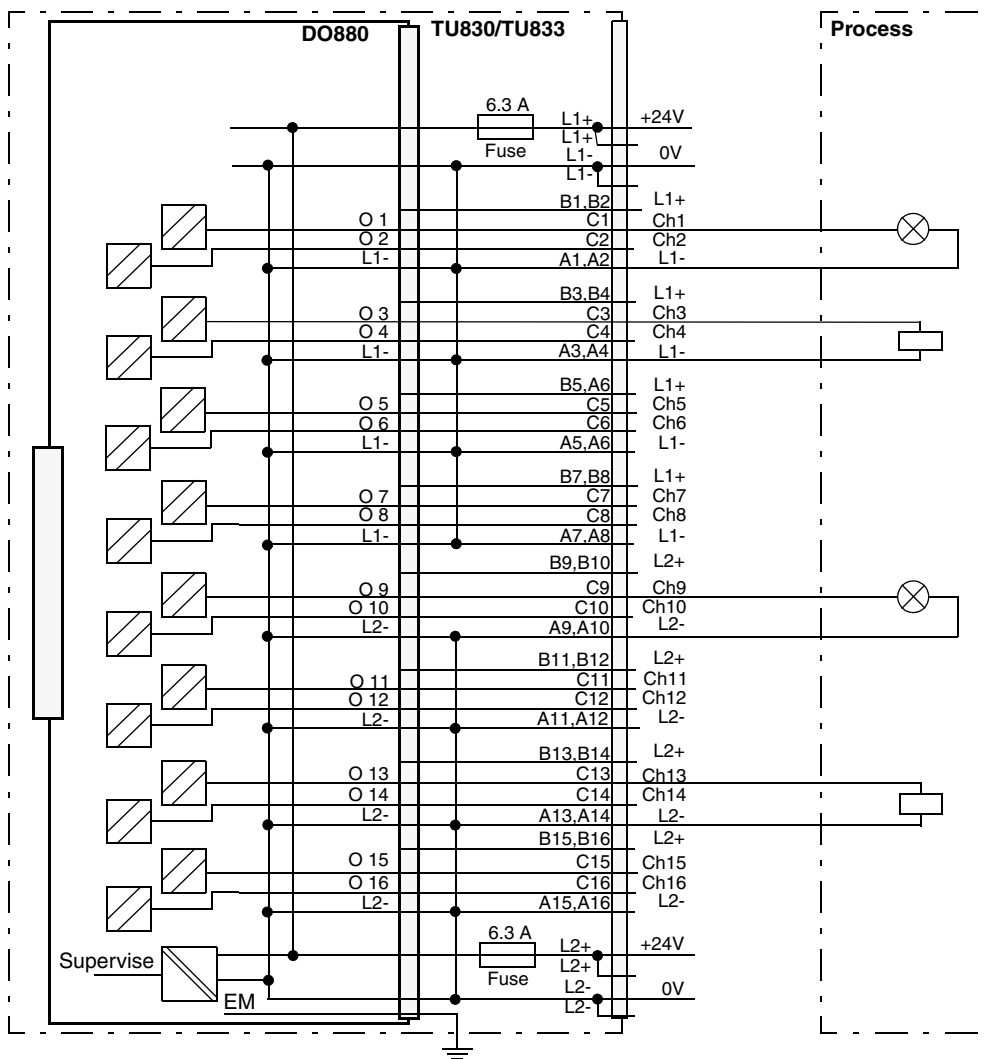 DO880 TU830/TU833 Process
6.3 A
L1+ +24V
L1+
Fuse L1- 0V
L1-
B1,B2 L1+
O 1 C1 Ch1
O 2 C2 Ch2
L1- A1,A2 L1-
B3,B4 L1+
O 3 C3 Ch3
O 4 C4 Ch4
L1- A3,A4 L1-
B5,A6 L1+
O 5 C5 Ch5
O 6 C6 Ch6
L1- A5,A6 L1-
B7,B8 L1+
O 7 C7 Ch7
O 8 C8 Ch8
L1- A7,A8 L1-
B9,B10 L2+
O 9 C9 Ch9
O 10 C10 Ch10
L2- A9,A10 L2-
B11,B12 L2+
O 11 C11 Ch11
O 12 C12 Ch12
L2- A11,A12 L2-
B13,B14 L2+
O 13 C13 Ch13
O 14 C14 Ch14
L2- A13,A14 L2-
B15,B16 L2+
O 15 C15 Ch15
O 16 C16 Ch16
L2- A15,A16 L2-
6.3 A
L2+ +24V
Supervise L2+
Fuse L2- 0V
EM L2-